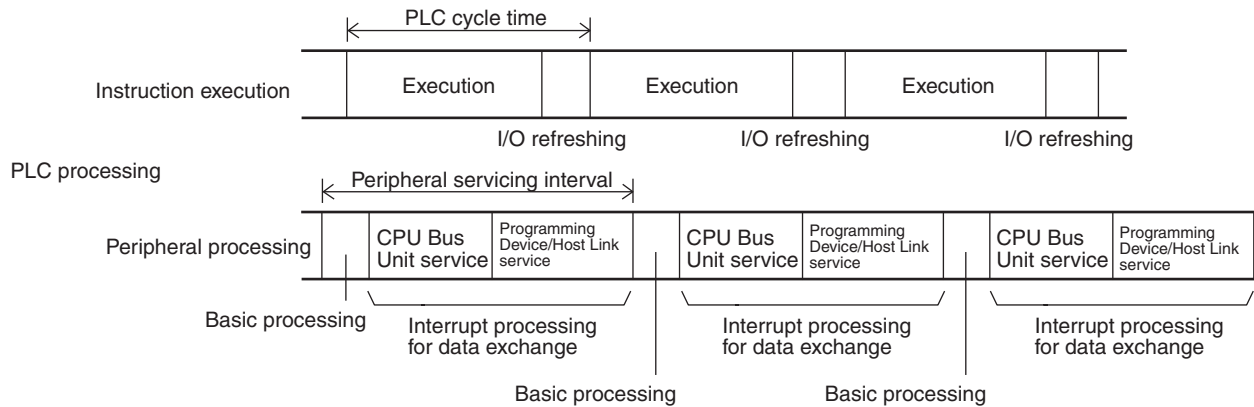 PLC cycle time
Instruction execution
Execution
Execution
Execution
I/O refreshing
I/O refreshing
I/O refreshing
PLC processing
Peripheral servicing interval
Peripheral processing
CPU Bus
Unit service
Programming
Device/Host Link
service
CPU Bus
Unit service
Programming
Device/Host Link
service
CPU Bus
Unit service
Programming
Device/Host Link
service
Basic processing
Interrupt processing
for data exchange
Interrupt processing
for data exchange
Interrupt processing
for data exchange
Basic processing
Basic processing